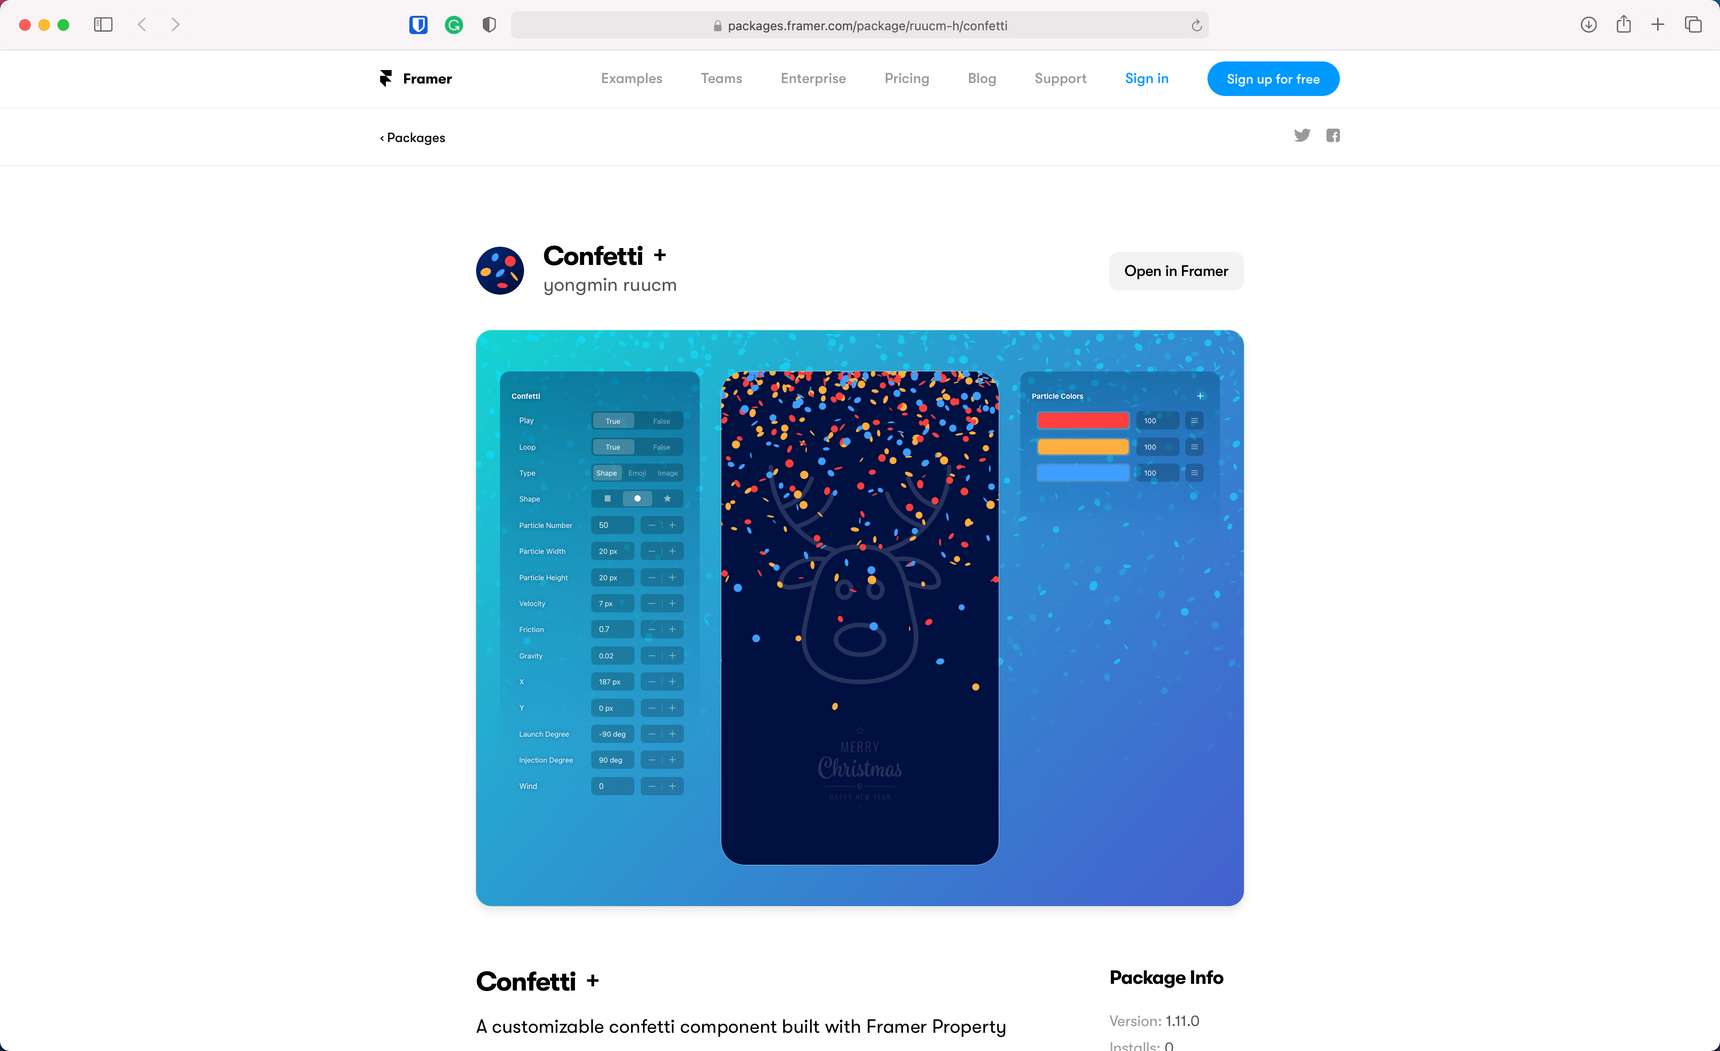 packages.framer.com/package/ruucm-h/confetti
Framer
Examples
Teams
Enterprise
Pricing
Blog
Support
Sign in
Sign up for free
‹ Packages
Confetti +
yongmin ruucm
Open in Framer
Confetti
Play True False
Loop True False
Type Shape Emoji Image
Shape
Particle Number 50
Particle Width 20 px
Particle Height 20 px
Velocity 7 px
Friction 0.7
Gravity 0.02
X 187 px
Y 0 px
Launch Degree -90 deg
Injection Degree 90 deg
Wind 0
MERRY
Christmas
HAPPY NEW YEAR
Particle Colors +
100
100
100
Confetti +
A customizable confetti component built with Framer Property
Package Info
Version: 1.11.0
Installs: 0